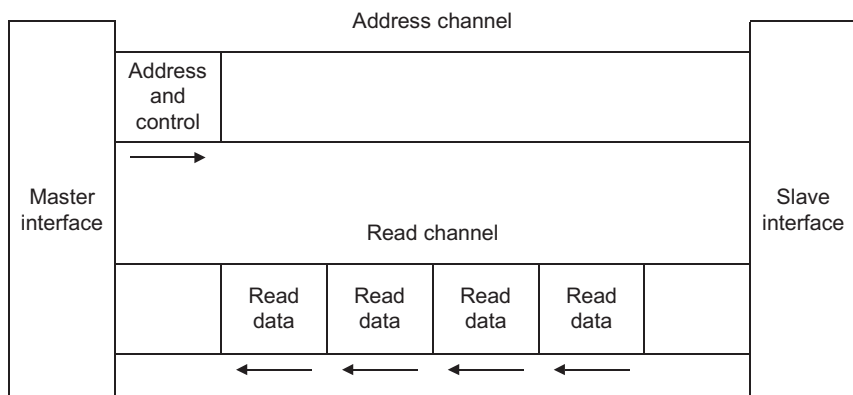 Address channel
Address
and
control
Master
interface
Slave
interface
Read channel
Read
data
Read
data
Read
data
Read
data